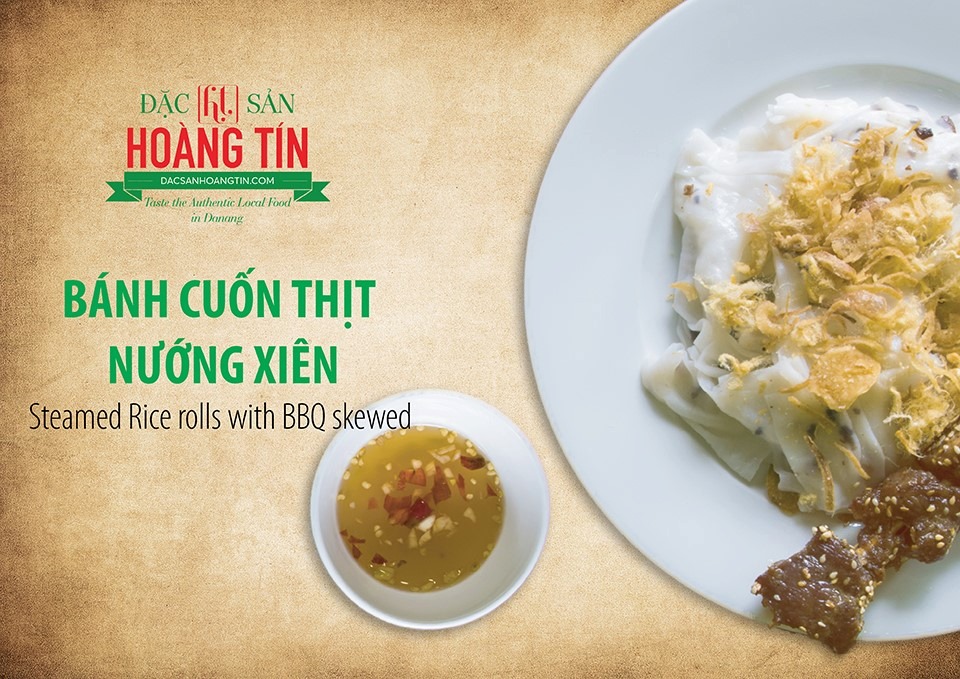 ĐẶC ht. SẢN
HOÀNG TÍN
DACSANHOANGTIN.COM
Taste the Authentic Local Food
in Danang
BÁNH CUỐN THỊT
NƯỚNG XIÊN
Steamed Rice rolls with BBQ skewed